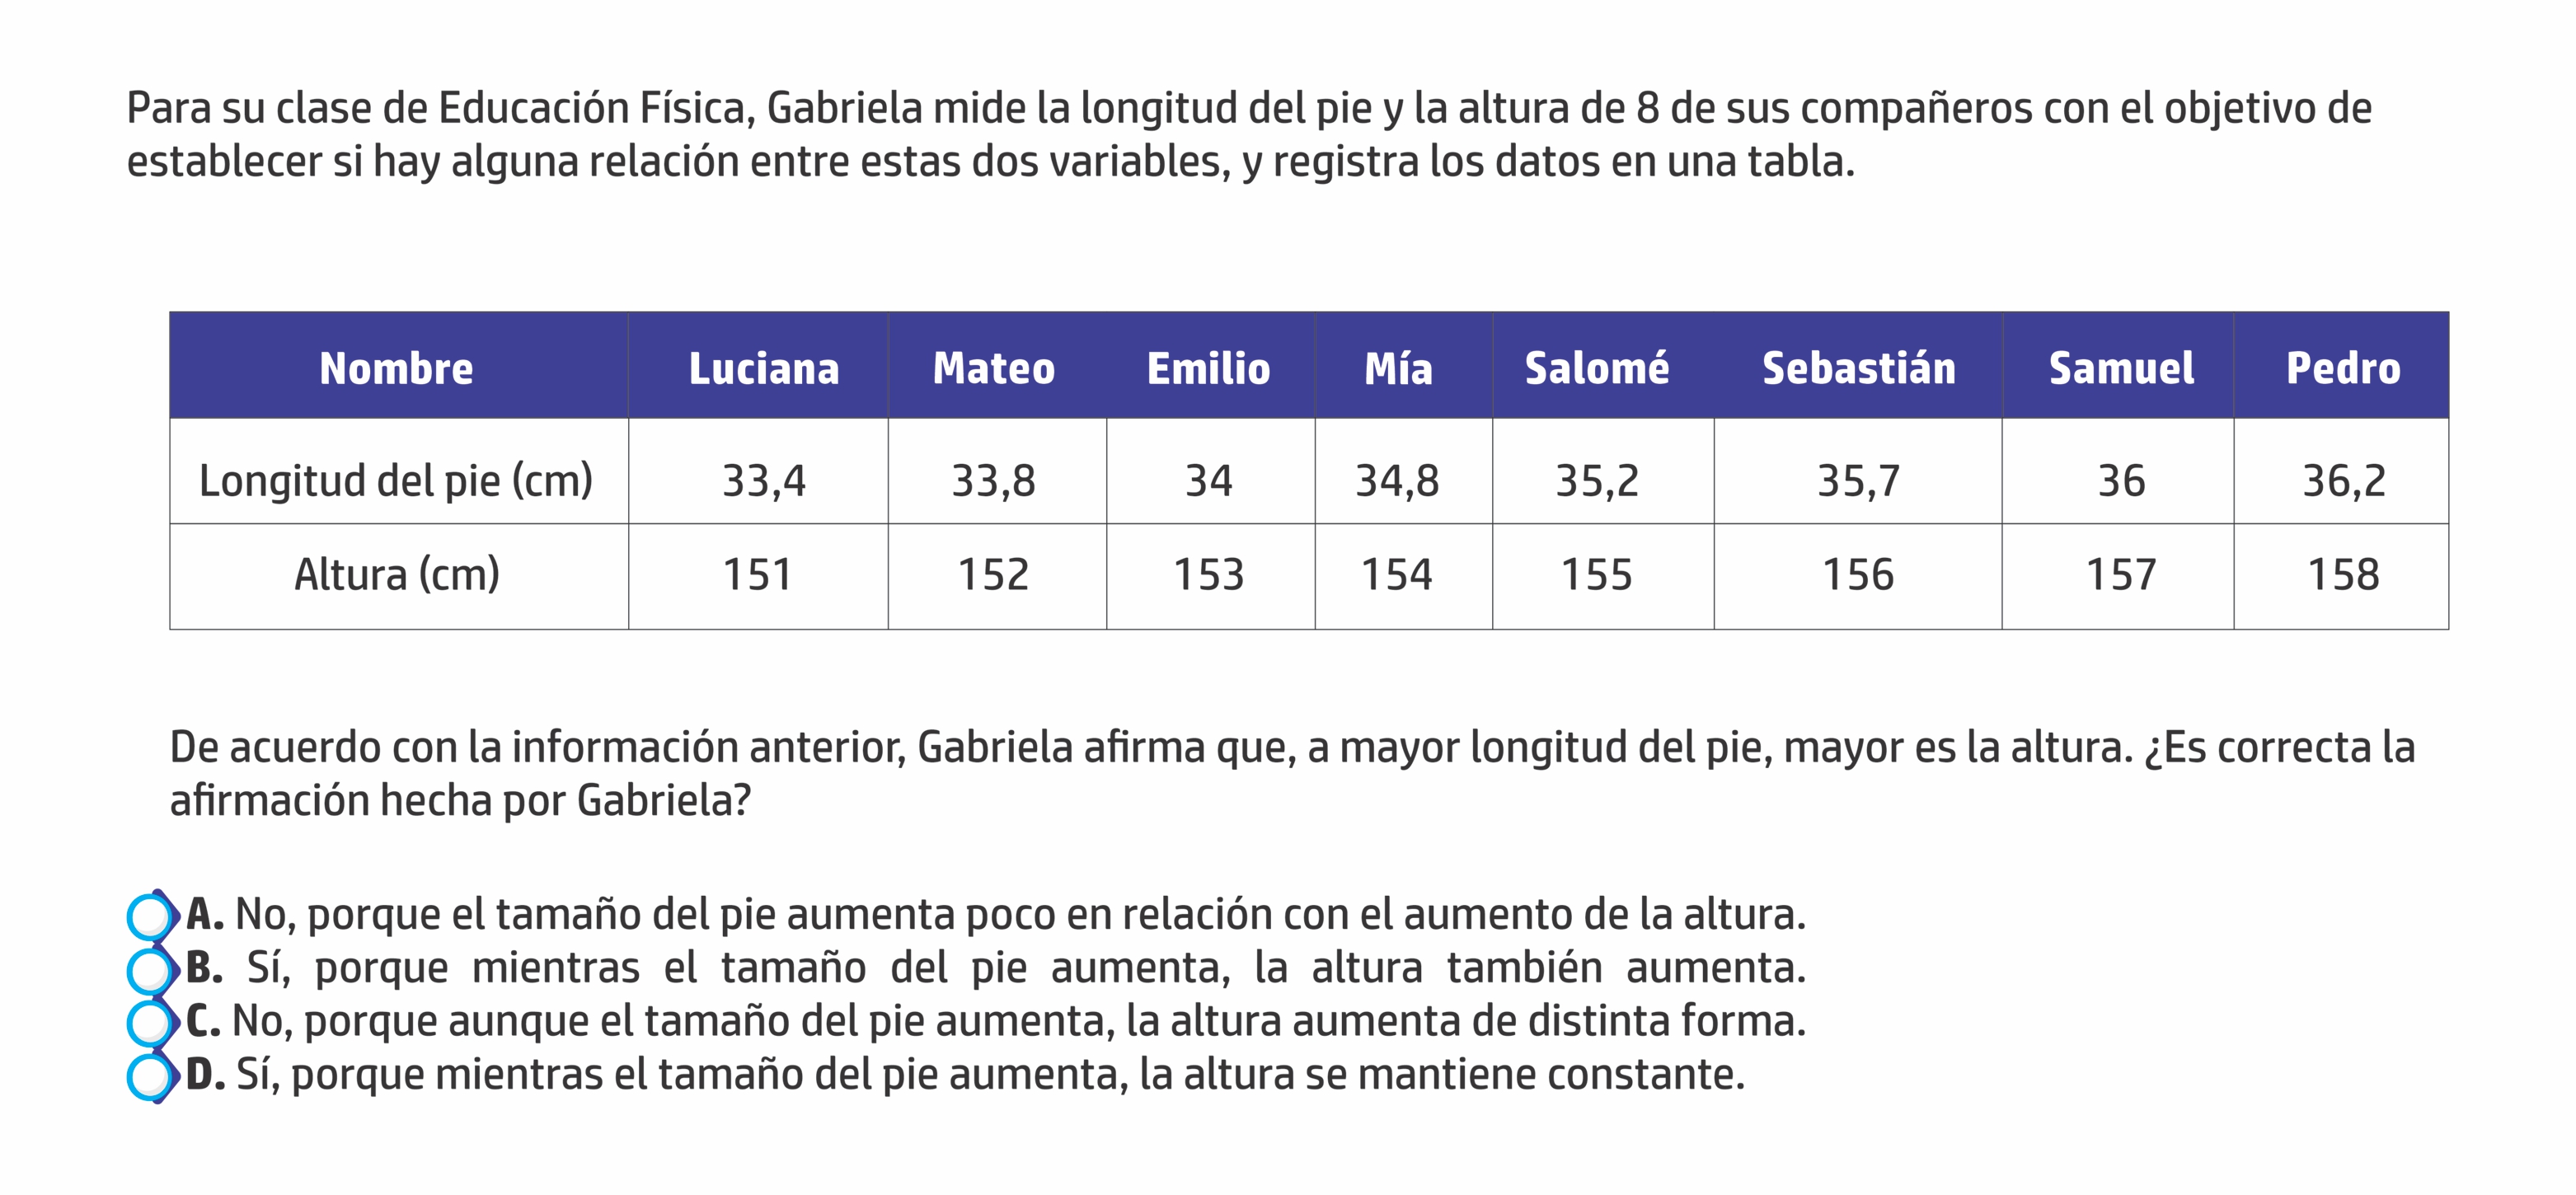 Para su clase de Educación Física, Gabriela mide la longitud del pie y la altura de 8 de sus compañeros con el objetivo de
establecer si hay alguna relación entre estas dos variables, y registra los datos en una tabla.
Nombre Luciana Mateo Emilio Mía Salomé Sebastián Samuel Pedro
Longitud del pie (cm) 33,4 33,8 34 34,8 35,2 35,7 36 36,2
Altura (cm) 151 152 153 154 155 156 157 158
De acuerdo con la información anterior, Gabriela afirma que, a mayor longitud del pie, mayor es la altura. ¿Es correcta la
afirmación hecha por Gabriela?
A. No, porque el tamaño del pie aumenta poco en relación con el aumento de la altura.
B. Sí, porque mientras el tamaño del pie aumenta, la altura también aumenta.
C. No, porque aunque el tamaño del pie aumenta, la altura aumenta de distinta forma.
D. Sí, porque mientras el tamaño del pie aumenta, la altura se mantiene constante.